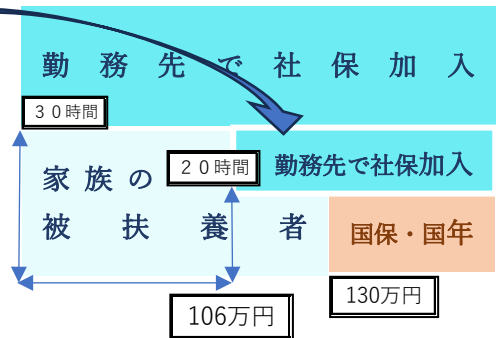 勤務先で社保加入
３０時間
２０時間
勤務先で社保加入
家族の
被扶養者
国保・国年
106万円
130万円